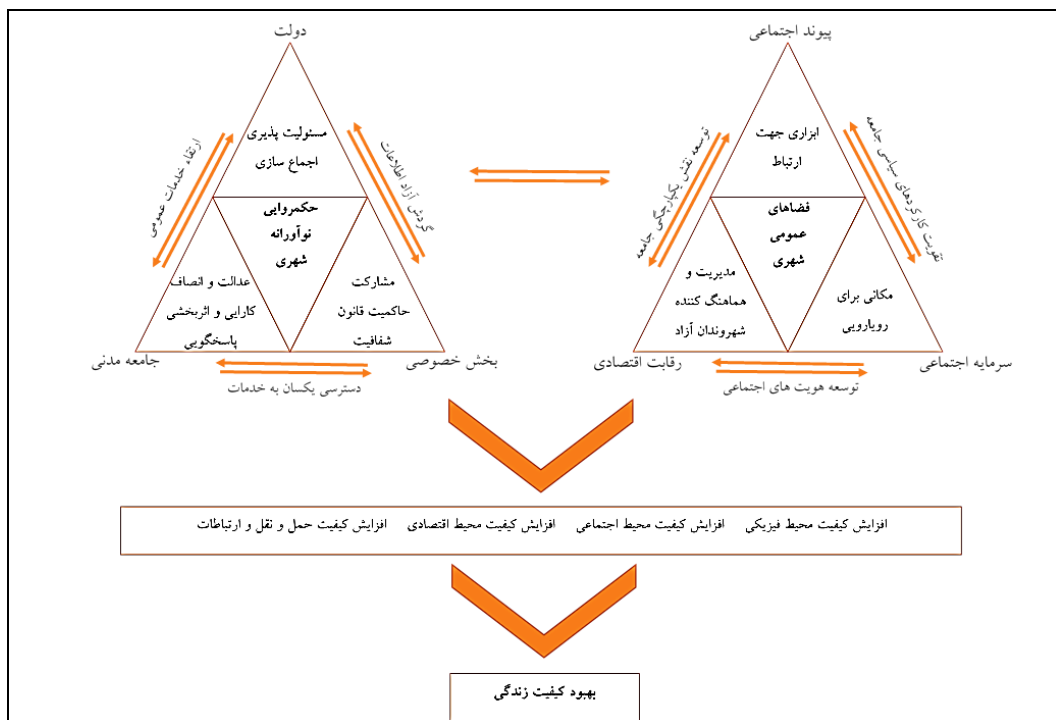 پیوند اجتماعی
ابزاری جهت
ارتباط
توسعه نقش یکپارچگی جامعه
تقویت کارکردهای سیاسی جامعه
فضاهای
عمومی
شهری
مدیریت و
هماهنگ کننده
شهروندان آزاد
مکانی برای
رویارویی
سرمایه اجتماعی
رقابت اقتصادی
توسعه هویت های اجتماعی
دولت
مسئولیت پذیری
اجماع سازی
گردش آزاد اطلاعات
ارتقاء خدمات عمومی
حکمروایی
نوآورانه
شهری
مشارکت
حاکمیت قانون
شفافیت
عدالت و انصاف
کارایی و اثربخشی
پاسخگویی
بخش خصوصی
جامعه مدنی
دسترسی یکسان به خدمات
افزایش کیفیت محیط فیزیکی افزایش کیفیت محیط اجتماعی افزایش کیفیت محیط اقتصادی افزایش کیفیت حمل و نقل و ارتباطات
بهبود کیفیت زندگی